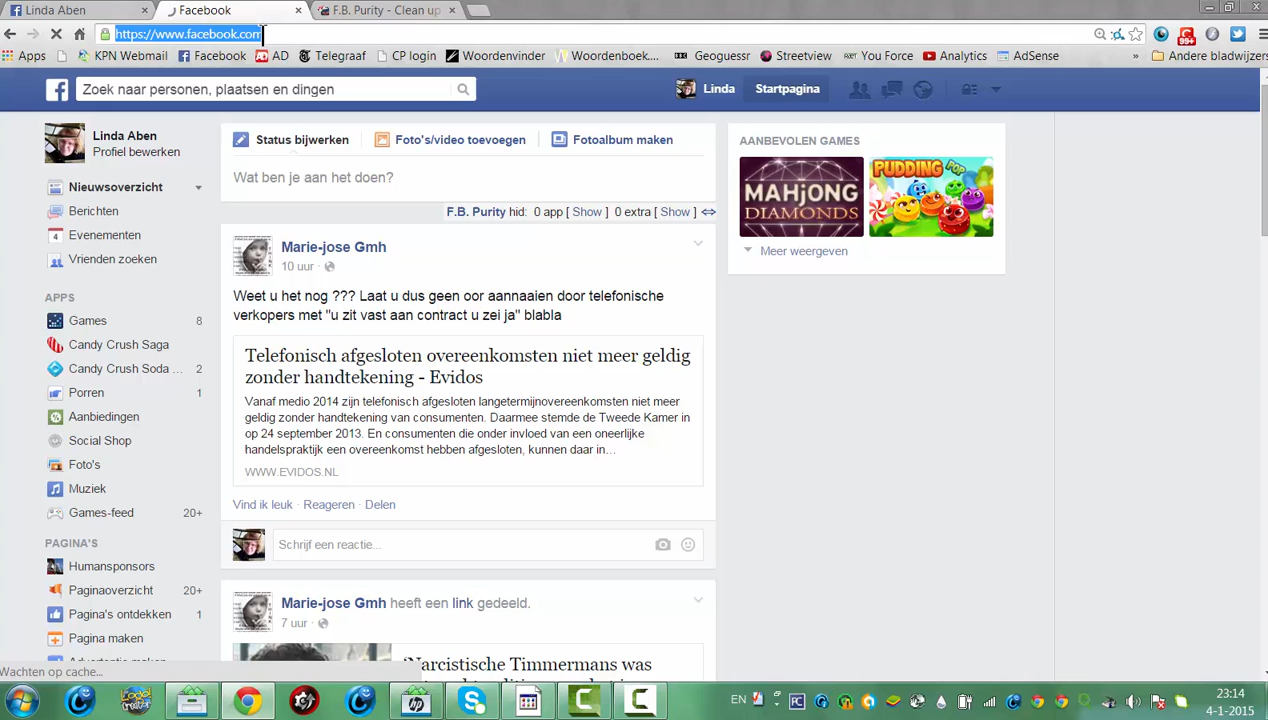 Linda Aben
Facebook
F.B. Purity - Clean up
https://www.facebook.com
99+
Apps
KPN Webmail
Facebook
AD
Telegraaf
CP login
Woordenvinder
Woordenboek...
Geoguessr
Streetview
You Force
Analytics
AdSense
»
Andere bladwijzers
Zoek naar personen, plaatsen en dingen
Linda
Startpagina
Linda Aben
Profiel bewerken
Nieuwsoverzicht
Berichten
4 Evenementen
Vrienden zoeken
APPS
Games 8
Candy Crush Saga
Candy Crush Soda ... 2
Porren 1
Aanbiedingen
Social Shop
Foto's
Muziek
Games-feed 20+
PAGINA'S
Humansponsors
Paginaoverzicht 20+
Pagina's ontdekken 1
Pagina maken
Wachten op cache...
Status bijwerken
Foto's/video toevoegen
Fotoalbum maken
Wat ben je aan het doen?
F.B. Purity hid: 0 app [ Show ] 0 extra [ Show ]
Marie-jose Gmh
10 uur ·
Weet u het nog ??? Laat u dus geen oor aannaaien door telefonische
verkopers met "u zit vast aan contract u zei ja" blabla
Telefonisch afgesloten overeenkomsten niet meer geldig
zonder handtekening - Evidos
Vanaf medio 2014 zijn telefonisch afgesloten langetermijnovereenkomsten niet meer
geldig zonder handtekening van consumenten. Daarmee stemde de Tweede Kamer in
op 24 september 2013. En consumenten die onder invloed van een oneerlijke
handelspraktijk een overeenkomst hebben afgesloten, kunnen daar in...
WWW.EVIDOS.NL
Vind ik leuk · Reageren · Delen
Schrijf een reactie...
Marie-jose Gmh heeft een link gedeeld.
7 uur ·
'Narcistische Timmermans was
AANBEVOLEN GAMES
MAHJONG
DIAMONDS
PUDDING
POP
Meer weergeven
hp
EN
23:14
4-1-2015